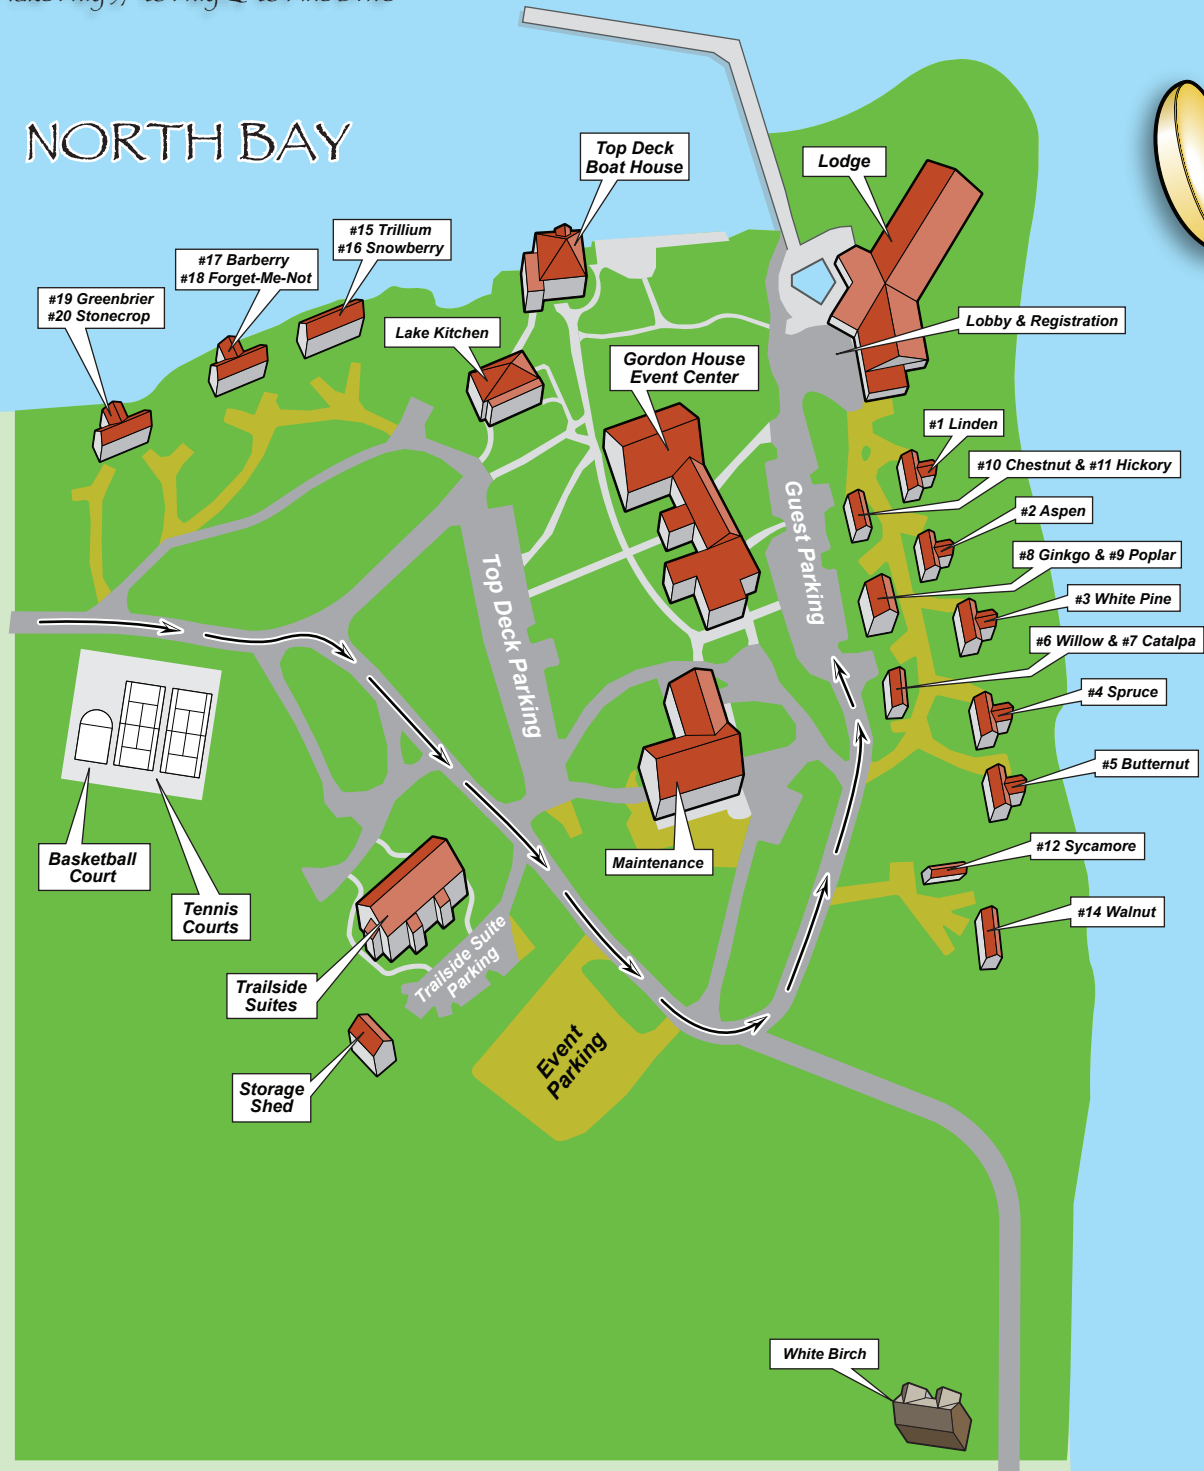 NORTH BAY
Top Deck
Boat House
Lodge
#15 Trillium
#16 Snowberry
#17 Barberry
#18 Forget-Me-Not
#19 Greenbrier
#20 Stonecrop
Lake Kitchen
Lobby & Registration
Gordon House
Event Center
#1 Linden
#10 Chestnut & #11 Hickory
#2 Aspen
#8 Ginkgo & #9 Poplar
#3 White Pine
#6 Willow & #7 Catalpa
#4 Spruce
#5 Butternut
Guest Parking
Top Deck Parking
#12 Sycamore
#14 Walnut
Maintenance
Basketball
Court
Tennis
Courts
Trailside
Suites
Trailside Suite
Parking
Storage
Shed
Event
Parking
White Birch